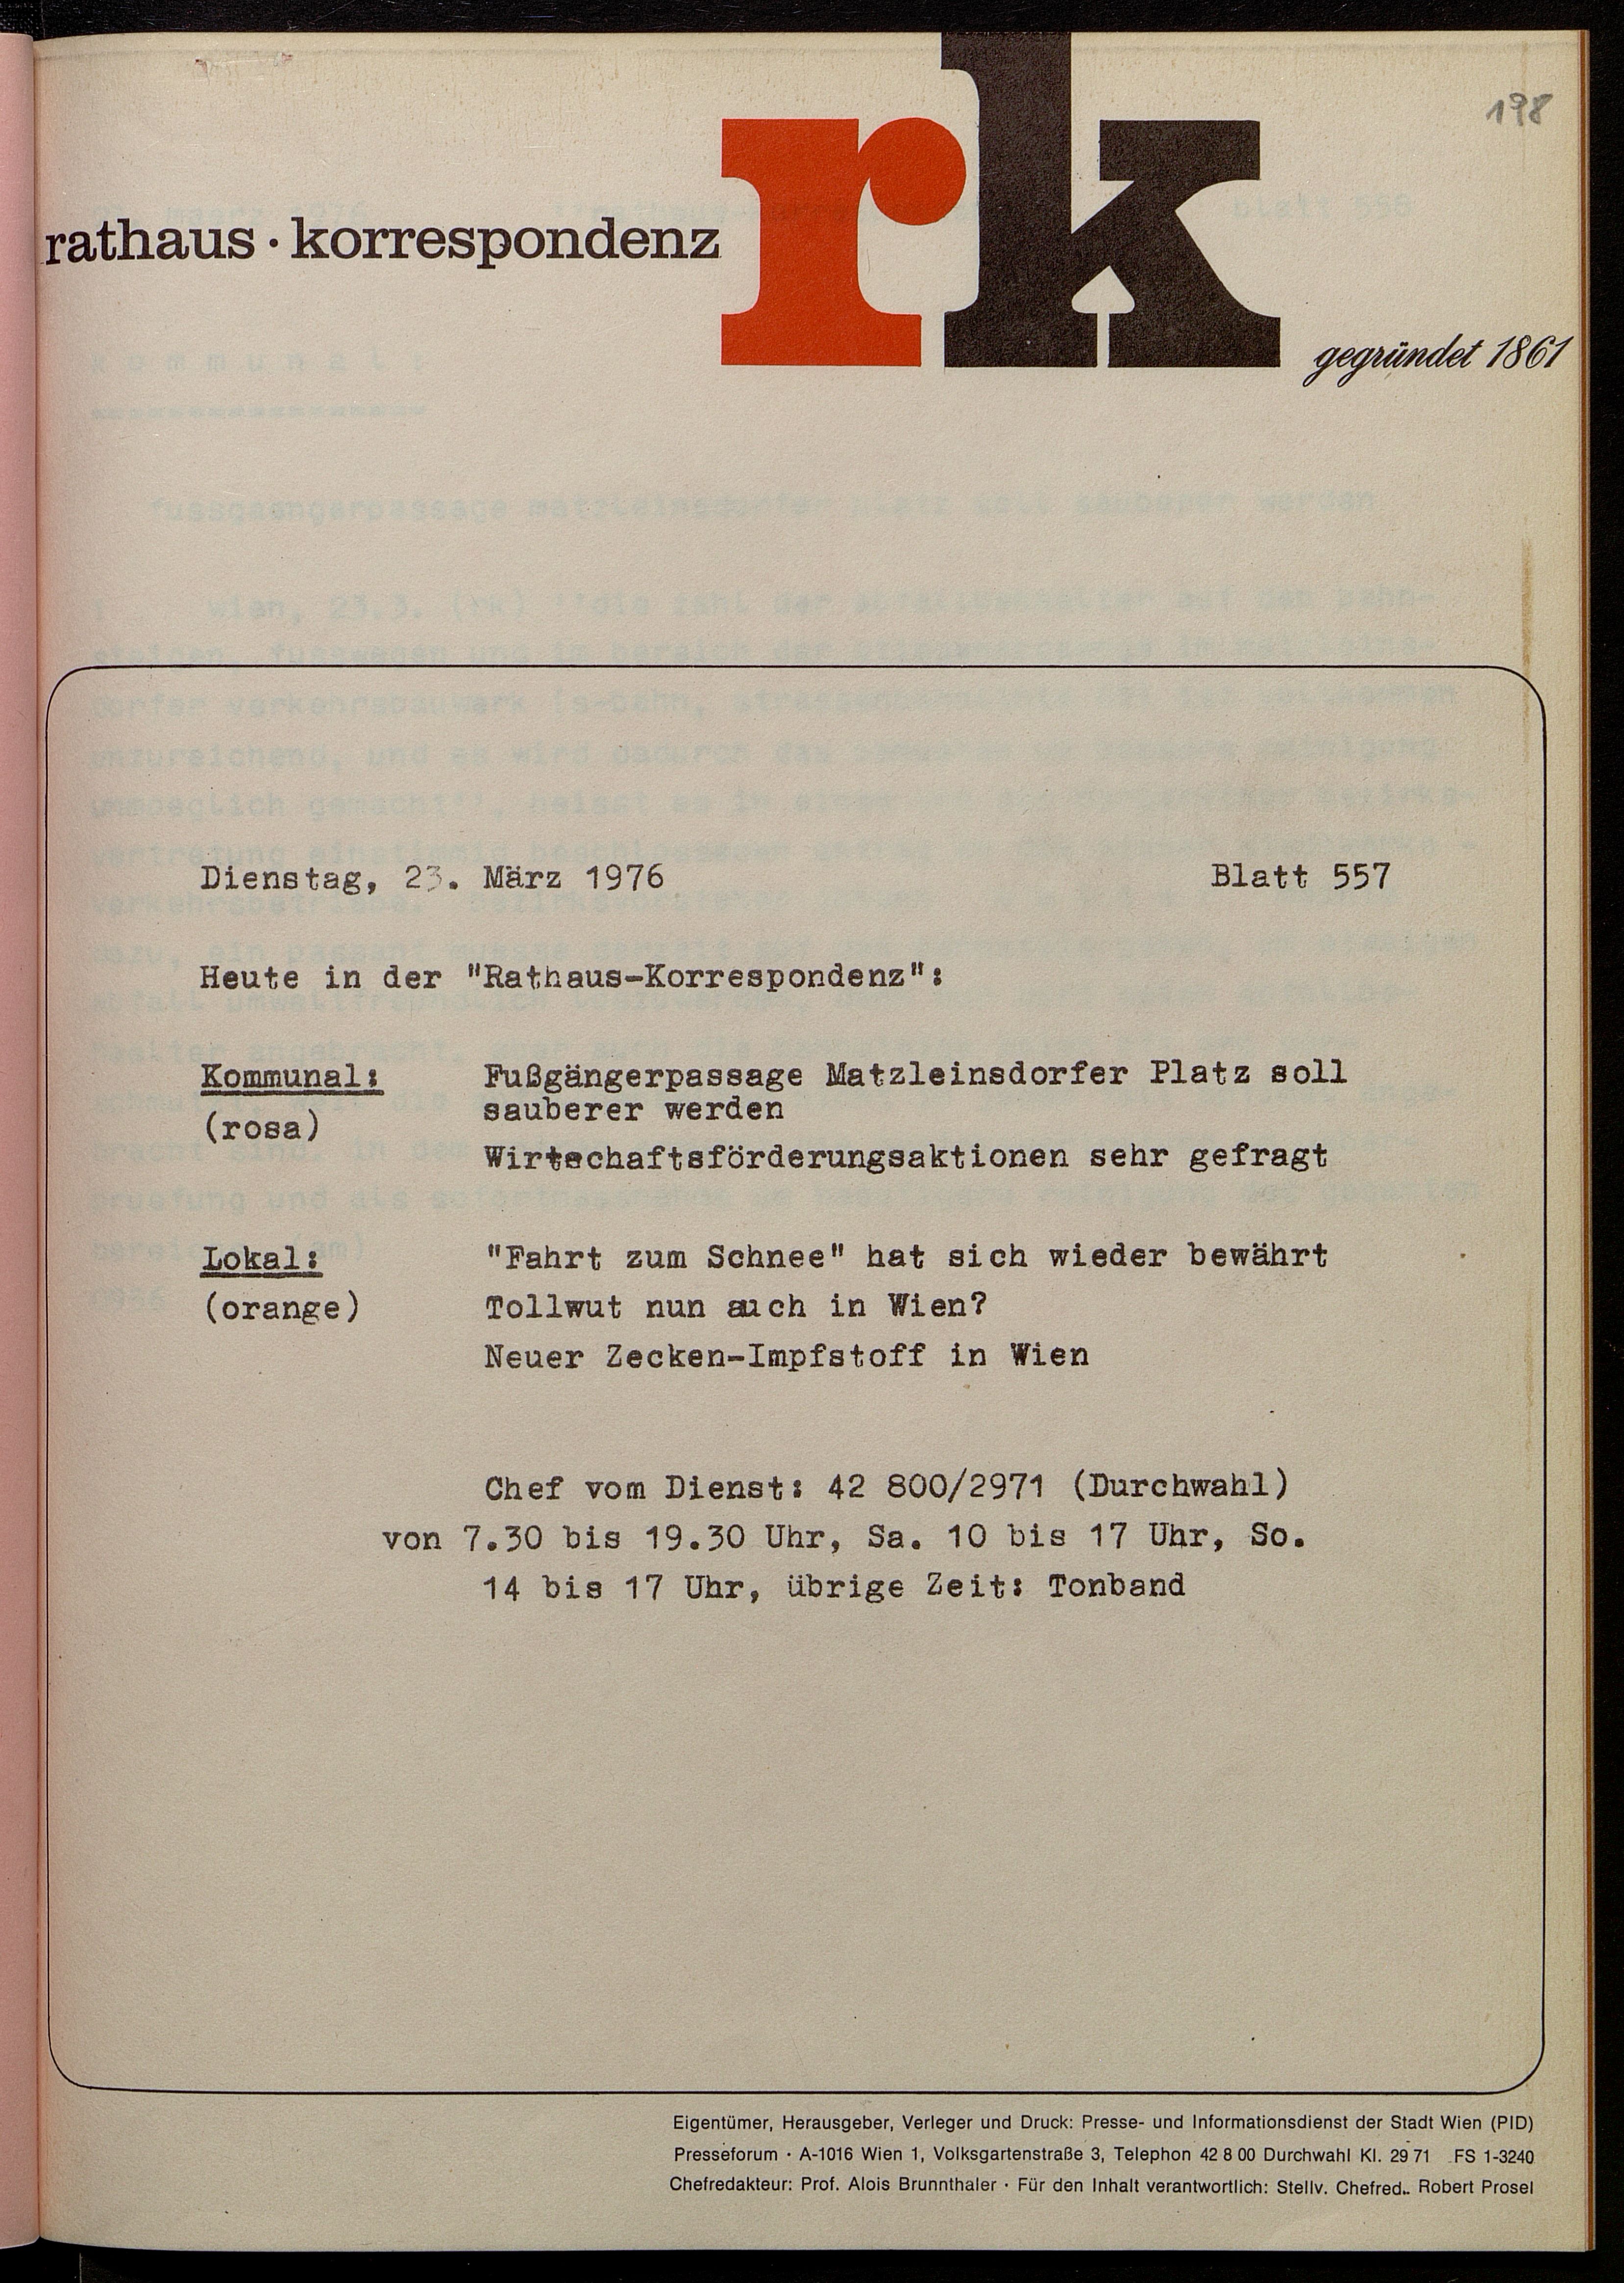 198
rk
rathaus · korrespondenz
gegründet 1861
Dienstag, 23. März 1976 Blatt 557
Heute in der "Rathaus-Korrespondenz":
Kommunal: Fußgängerpassage Matzleinsdorfer Platz soll
sauberer werden
(rosa)
Wirtschaftsförderungsaktionen sehr gefragt
Lokal: "Fahrt zum Schnee" hat sich wieder bewährt
(orange) Tollwut nun auch in Wien?
Neuer Zecken-Impfstoff in Wien
Chef vom Dienst: 42 800/2971 (Durchwahl)
von 7.30 bis 19.30 Uhr, Sa. 10 bis 17 Uhr, So.
14 bis 17 Uhr, übrige Zeit: Tonband
Eigentümer, Herausgeber, Verleger und Druck: Presse- und Informationsdienst der Stadt Wien (PID)
Presseforum · A-1016 Wien 1, Volksgartenstraße 3, Telephon 42 8 00 Durchwahl Kl. 29 71 FS 1-3240
Chefredakteur: Prof. Alois Brunnthaler · Für den Inhalt verantwortlich: Stellv. Chefred.. Robert Prosel